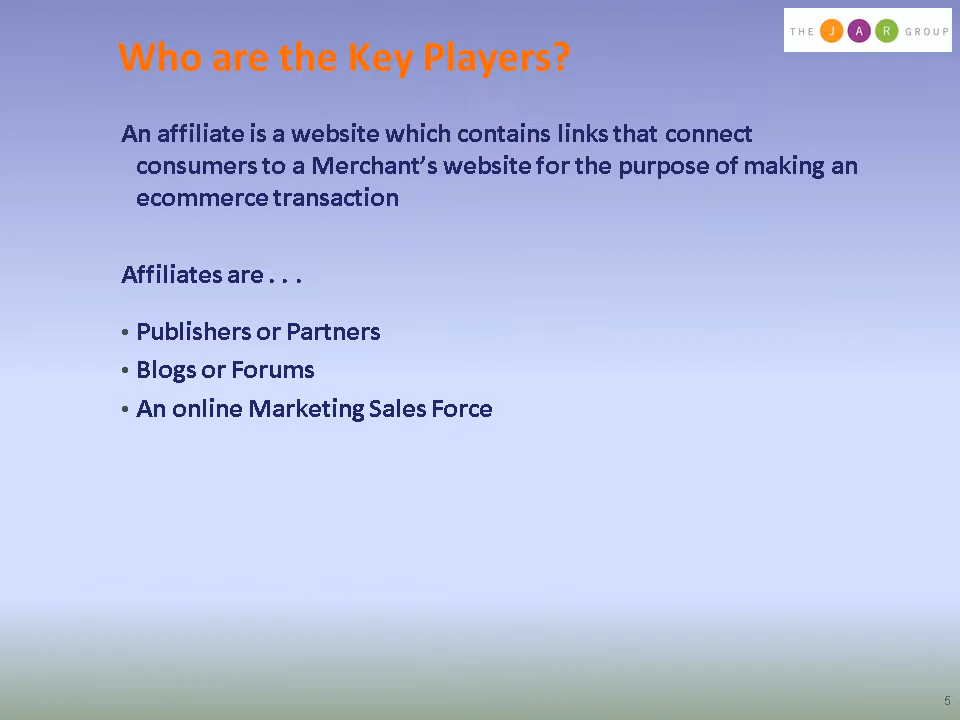 THE JAR GROUP
Who are the Key Players?
An affiliate is a website which contains links that connect
consumers to a Merchant's website for the purpose of making an
ecommerce transaction
Affiliates are . . .
• Publishers or Partners
• Blogs or Forums
• An online Marketing Sales Force
5